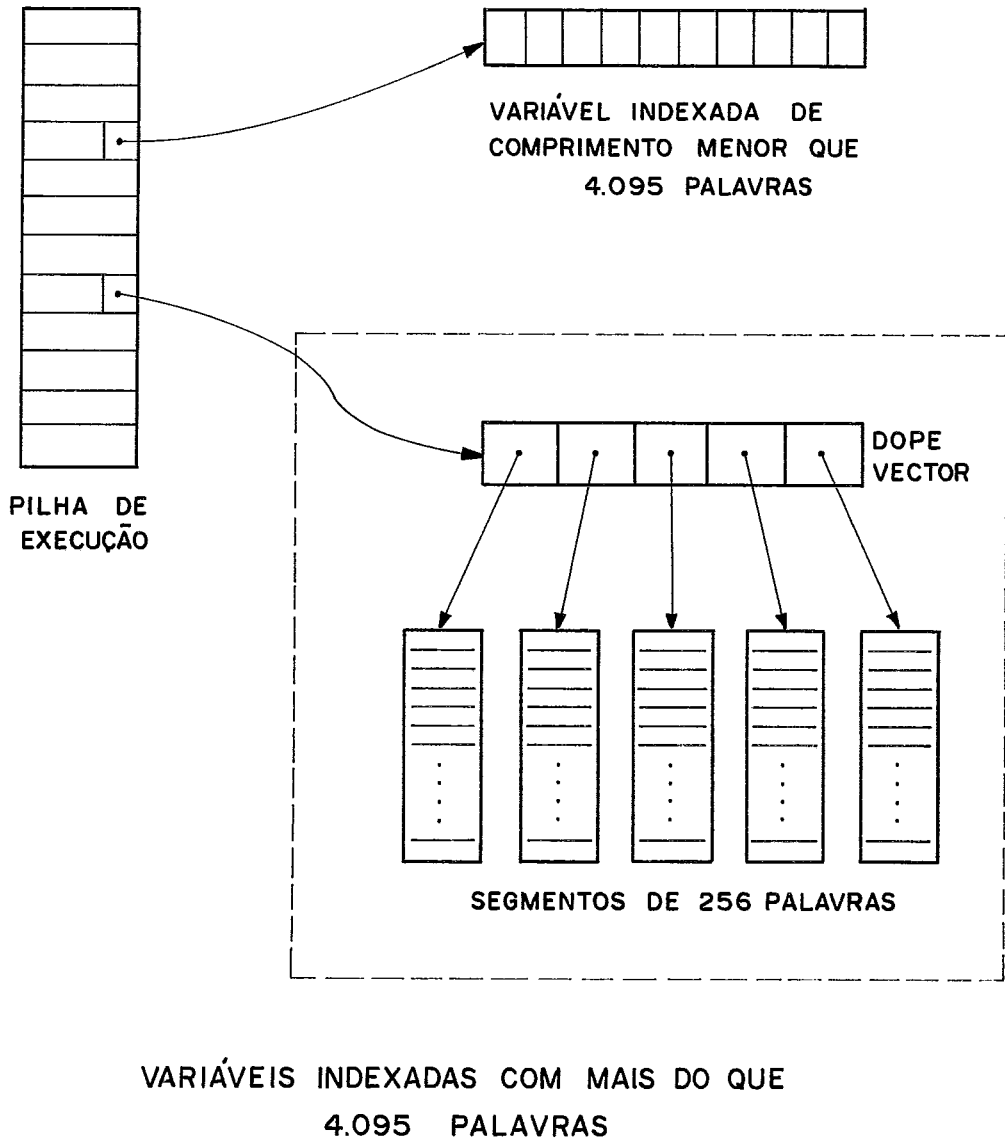 VARIÁVEL INDEXADA DE
COMPRIMENTO MENOR QUE
4.095 PALAVRAS
PILHA DE
EXECUÇÃO
DOPE
VECTOR
SEGMENTOS DE 256 PALAVRAS
VARIÁVEIS INDEXADAS COM MAIS DO QUE
4.095 PALAVRAS